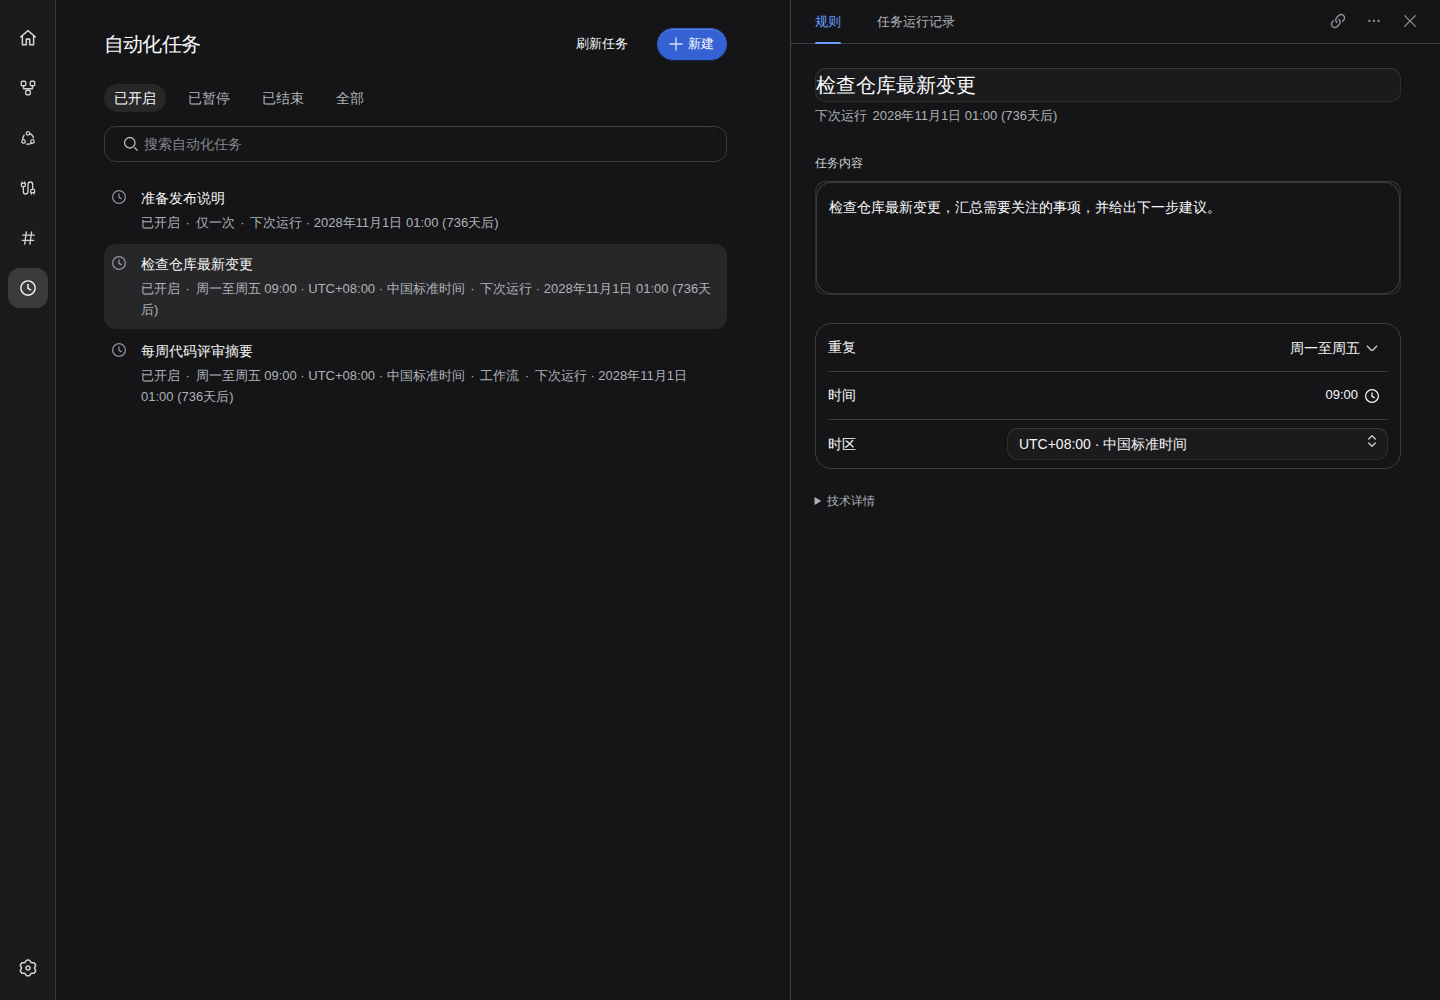 自动化任务
刷新任务
新建
已开启
已暂停
已结束
全部
搜索自动化任务
准备发布说明
已开启 · 仅一次 · 下次运行 · 2028年11月1日 01:00 (736天后)
检查仓库最新变更
已开启 · 周一至周五 09:00 · UTC+08:00 · 中国标准时间 · 下次运行 · 2028年11月1日 01:00 (736天
后)
每周代码评审摘要
已开启 · 周一至周五 09:00 · UTC+08:00 · 中国标准时间 · 工作流 · 下次运行 · 2028年11月1日
01:00 (736天后)
规则
任务运行记录
检查仓库最新变更
下次运行 2028年11月1日 01:00 (736天后)
任务内容
检查仓库最新变更，汇总需要关注的事项，并给出下一步建议。
重复
周一至周五
时间
09:00
时区
UTC+08:00 · 中国标准时间
技术详情